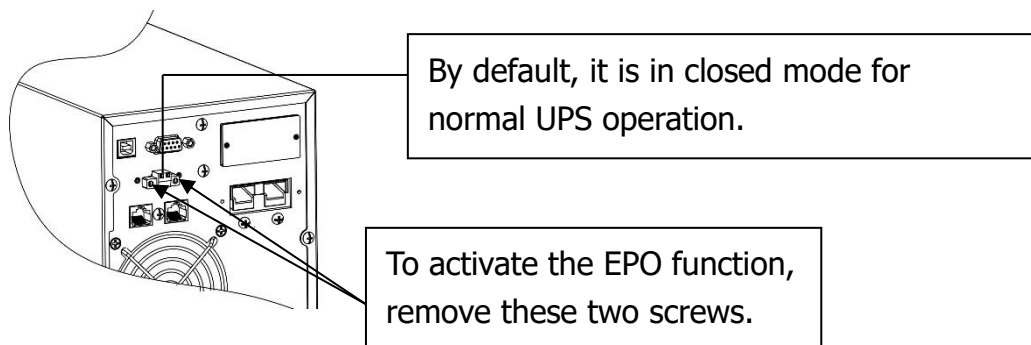 By default, it is in closed mode for
normal UPS operation.
To activate the EPO function,
remove these two screws.